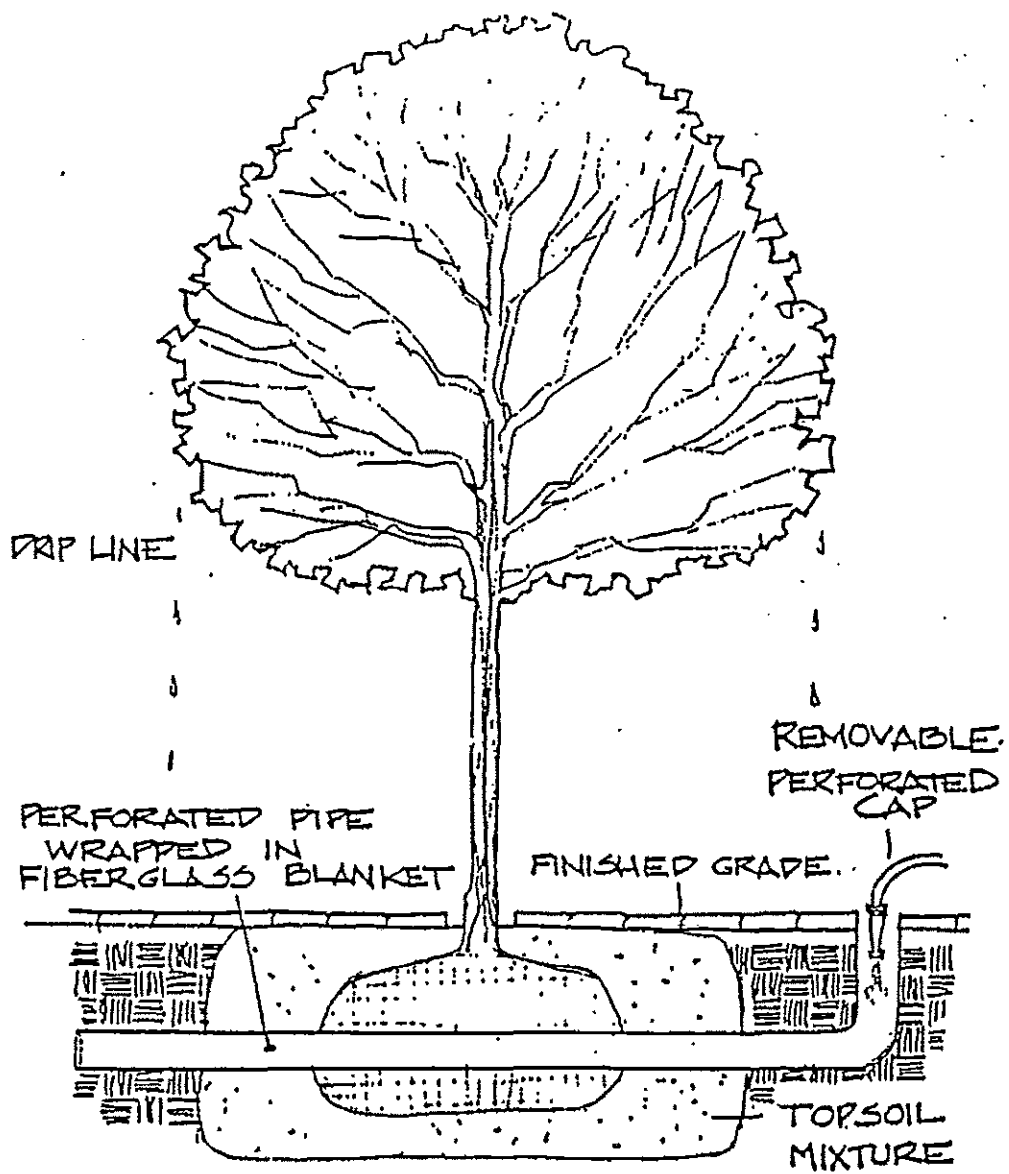 DRIP LINE
REMOVABLE
PERFORATED
CAP
PERFORATED PIPE
WRAPPED IN
FIBERGLASS BLANKET
FINISHED GRADE
TOPSOIL
MIXTURE